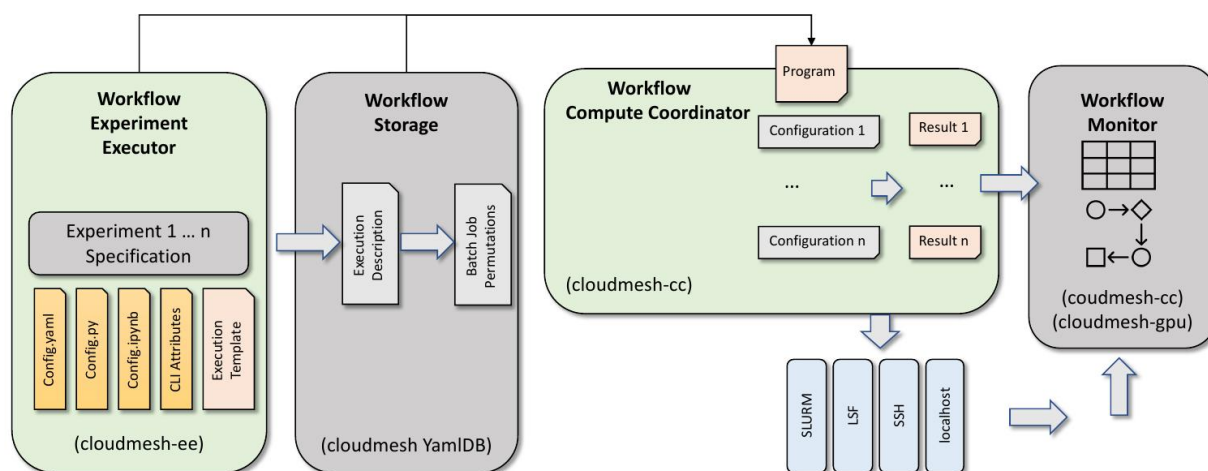 Workflow
Experiment
Executor
Experiment 1 ... n
Specification
Config.yaml
Config.py
Config.ipynb
CLI Attributes
Execution
Template
(cloudmesh-ee)
Workflow
Storage
Execution
Description
Batch Job
Permutations
(cloudmesh YamlDB)
Program
Workflow
Compute Coordinator
Configuration 1
Result 1
...
...
Configuration n
Result n
(cloudmesh-cc)
SLURM
LSF
SSH
localhost
Workflow
Monitor
(coudmesh-cc)
(cloudmesh-gpu)